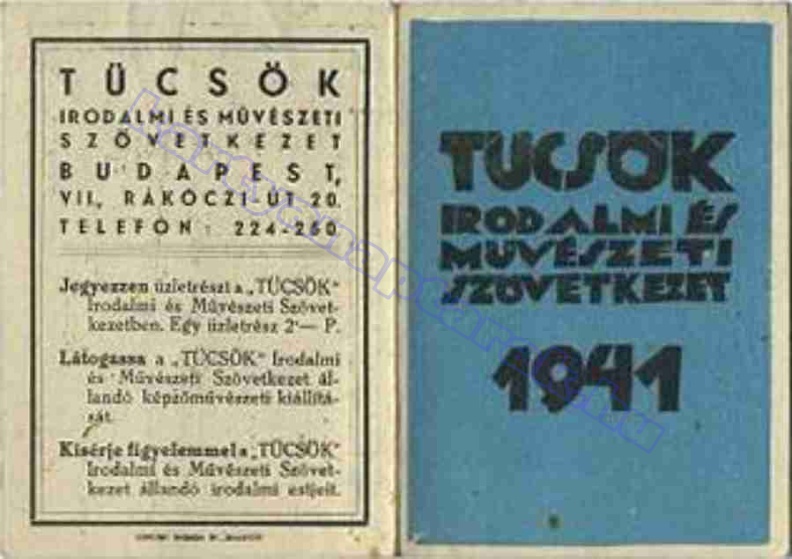 TÜCSÖK
IRODALMI ÉS MŰVÉSZETI
SZÖVETKEZET
BUDAPEST,
VII., RÁKÓCZI-ÚT 20.
TELEFON: 224-260
Jegyezzen üzletrészt a „TÜCSÖK"
Irodalmi és Művészeti Szövet-
kezetben. Egy üzletrész 2'— P.
Látogassa a „TÜCSÖK" Irodalmi
és Művészeti Szövetkezet ál-
landó képzőművészeti kiállítá-
sát.
Kisérje figyelemmel a „TÜCSÖK"
Irodalmi és Művészeti Szövet-
kezet állandó irodalmi estjeit.
TÜCSÖK
IRODALMI ÉS
MŰVÉSZETI
SZÖVETKEZET
1941